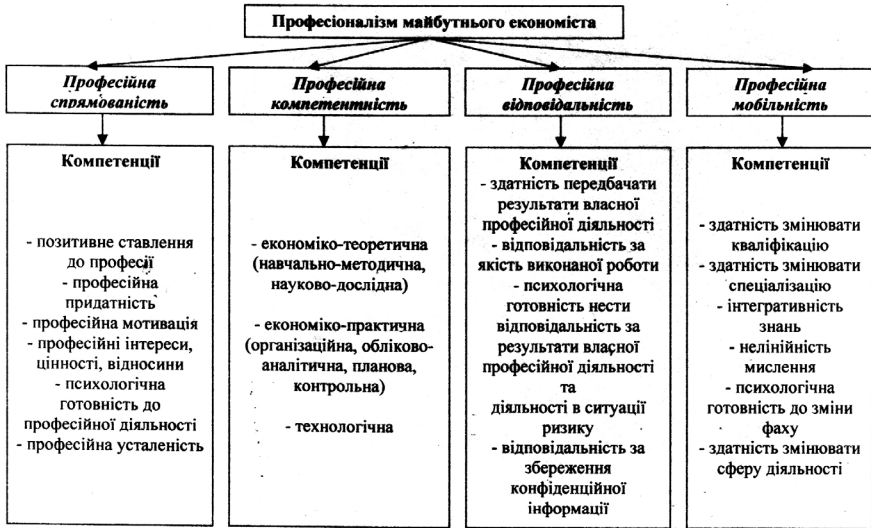 Професіоналізм майбутнього економіста
Професійна
спрямованість
Професійна
компетентність
Професійна
відповідальність
Професійна
мобільність
Компетенції
- позитивне ставлення
до професії
- професійна
придатність
- професійна мотивація
- професійні інтереси,
цінності, відносини
- психологічна
готовність до
професійної діяльності
- професійна усталеність
Компетенції
- економіко-теоретична
(навчально-методична,
науково-дослідна)
- економіко-практична
(організаційна, обліково-
аналітична, планова,
контрольна)
- технологічна
Компетенції
- здатність передбачати
результати власної
професійної діяльності
- відповідальність за
якість виконаної роботи
- психологічна
готовність нести
відповідальність за
результати власної
професійної діяльності
та
діяльності в ситуації
ризику
- відповідальність за
збереження
конфіденційної
інформації
Компетенції
- здатність змінювати
кваліфікацію
- здатність змінювати
спеціалізацію
- інтегративність
знань
- нелінійність
мислення
- психологічна
готовність до зміни
фаху
- здатність змінювати
сферу діяльності